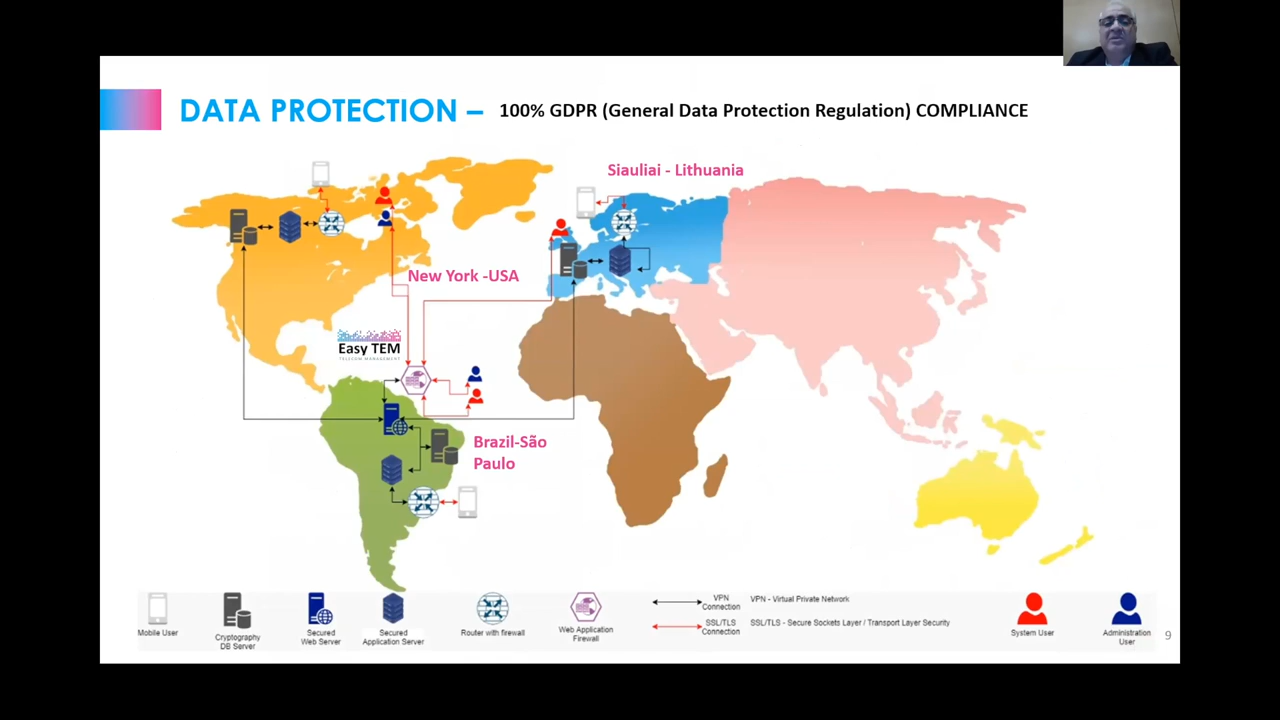 DATA PROTECTION – 100% GDPR (General Data Protection Regulation) COMPLIANCE
Siauliai - Lithuania
New York -USA
Easy TEM
TELECOM MANAGEMENT
Brazil-São
Paulo
Mobile User
Cryptography
DB Server
Secured
Web Server
Secured
Application Server
Router with firewall
Web Application
Firewall
VPN
Connection
VPN - Virtual Private Network
SSL/TLS
Connection
SSL/TLS - Secure Sockets Layer / Transport Layer Security
System User
Administration
User
9